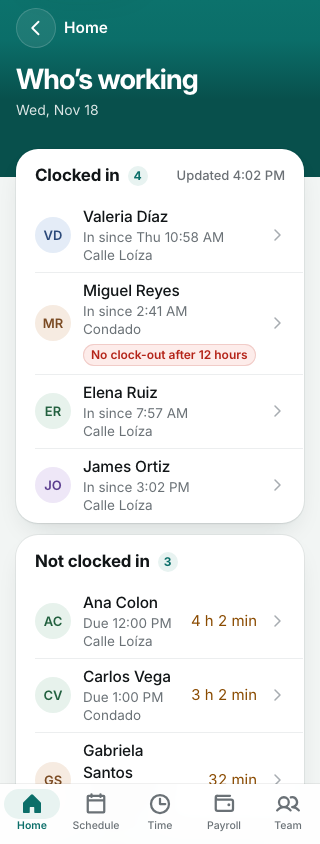 Home
Who's working
Wed, Nov 18
Clocked in 4 Updated 4:02 PM
VD
Valeria Díaz
In since Thu 10:58 AM
Calle Loíza
MR
Miguel Reyes
In since 2:41 AM
Condado
No clock-out after 12 hours
ER
Elena Ruiz
In since 7:57 AM
Calle Loíza
JO
James Ortiz
In since 3:02 PM
Calle Loíza
Not clocked in 3
AC
Ana Colon
Due 12:00 PM
Calle Loíza
4 h 2 min
CV
Carlos Vega
Due 1:00 PM
Condado
3 h 2 min
GS
Gabriela
Santos
32 min
Home Schedule Time Payroll Team